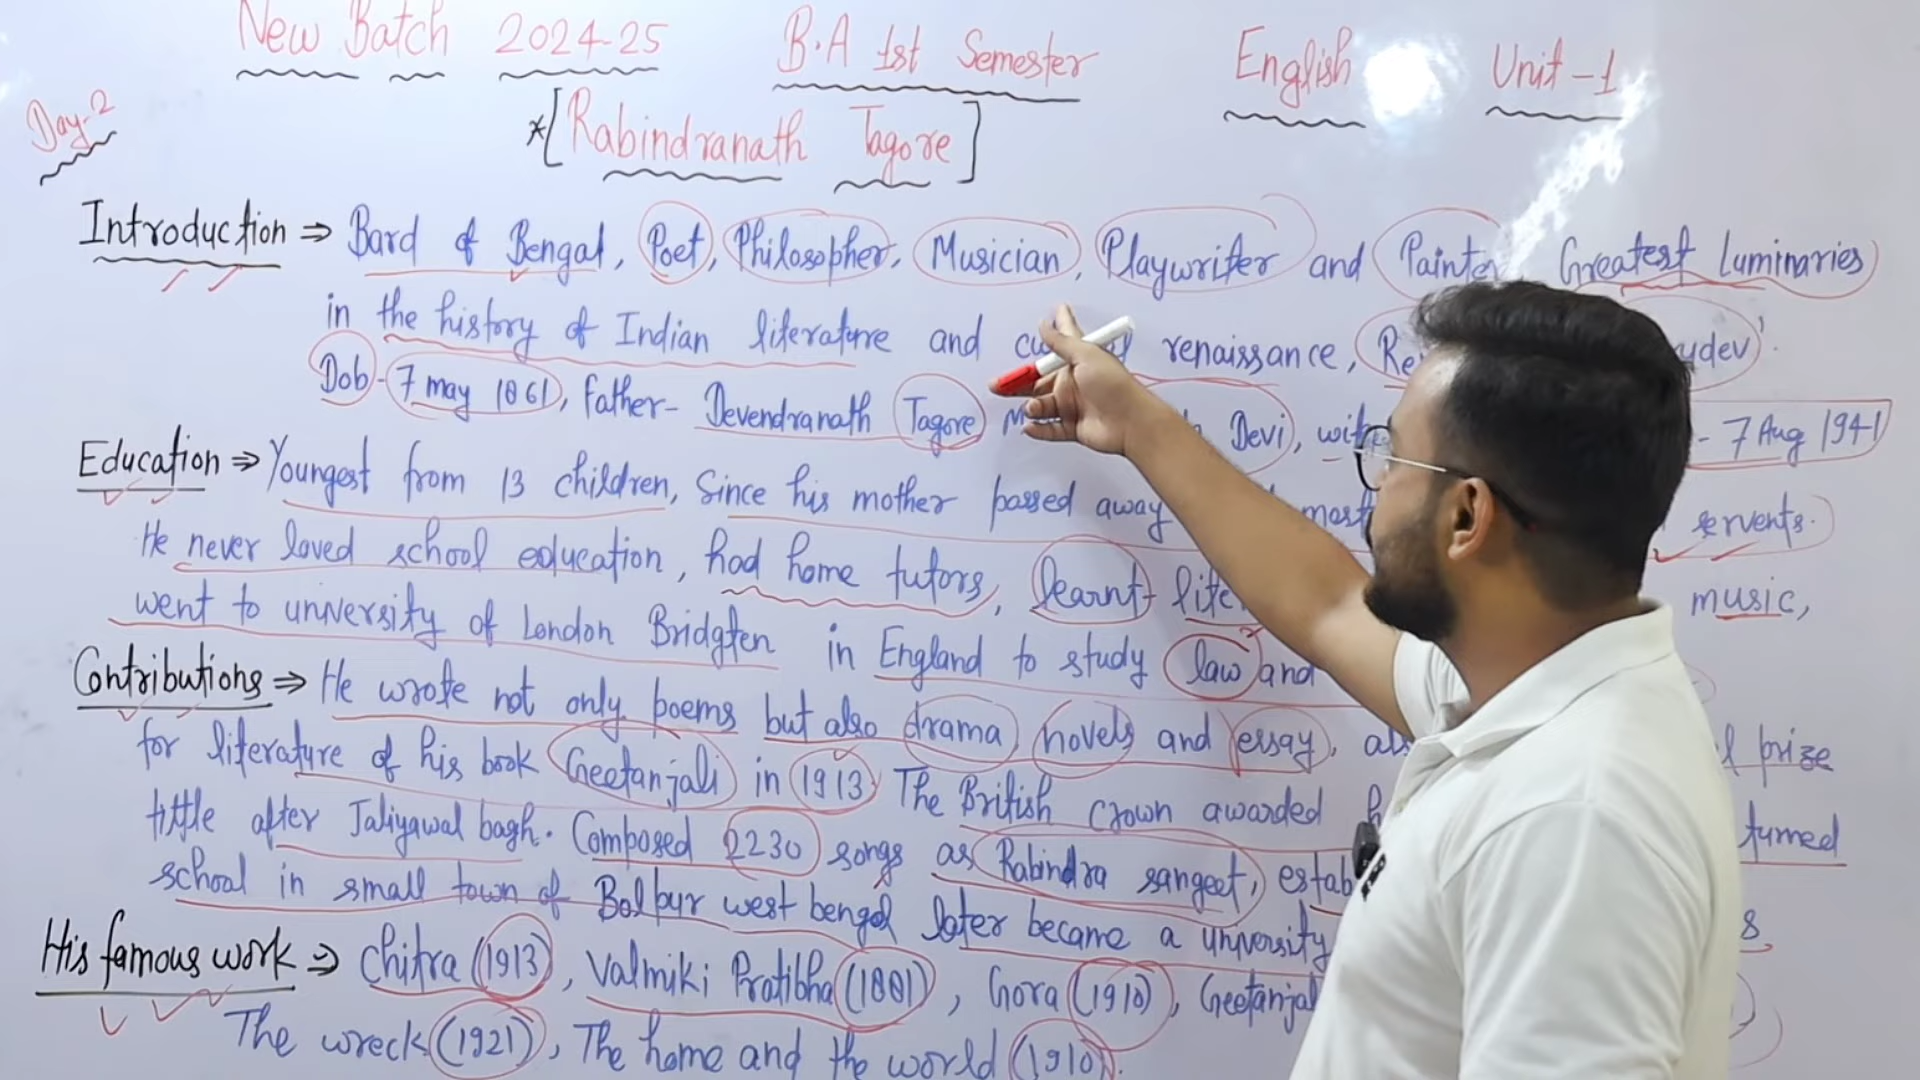 New Batch 2024-25 B.A 1st Semester English Unit-1
Day-2
*[Rabindranath Tagore]
Introduction ⇒ Bard of Bengal, Poet, Philosopher, Musician, Playwriter and Painter, Greatest Luminaries
in the history of Indian literature and renaissance,
Dob - 7 may 1861, Father - Devendranath Tagore Devi, - 7 Aug 1941
Education ⇒ Youngest from 13 children, Since his mother passed away servents.
He never loved school education, had home tutors, learnt - music,
went to university of London Bridgten in England to study law and
Contributions ⇒ He wrote not only poems but also drama, novels and essay, prize
for literature of his book Geetanjali in 1913. The British crown awarded
tittle after Jaliyawal bagh. Composed 2230 songs as Rabindra sangeet, turned
school in small town of Bolpur west bengal later became a university
His famous work ⇒ Chitra (1913), Valmiki Pratibha (1881), Gora (1910),
The wreck (1921), The home and the world (1910).